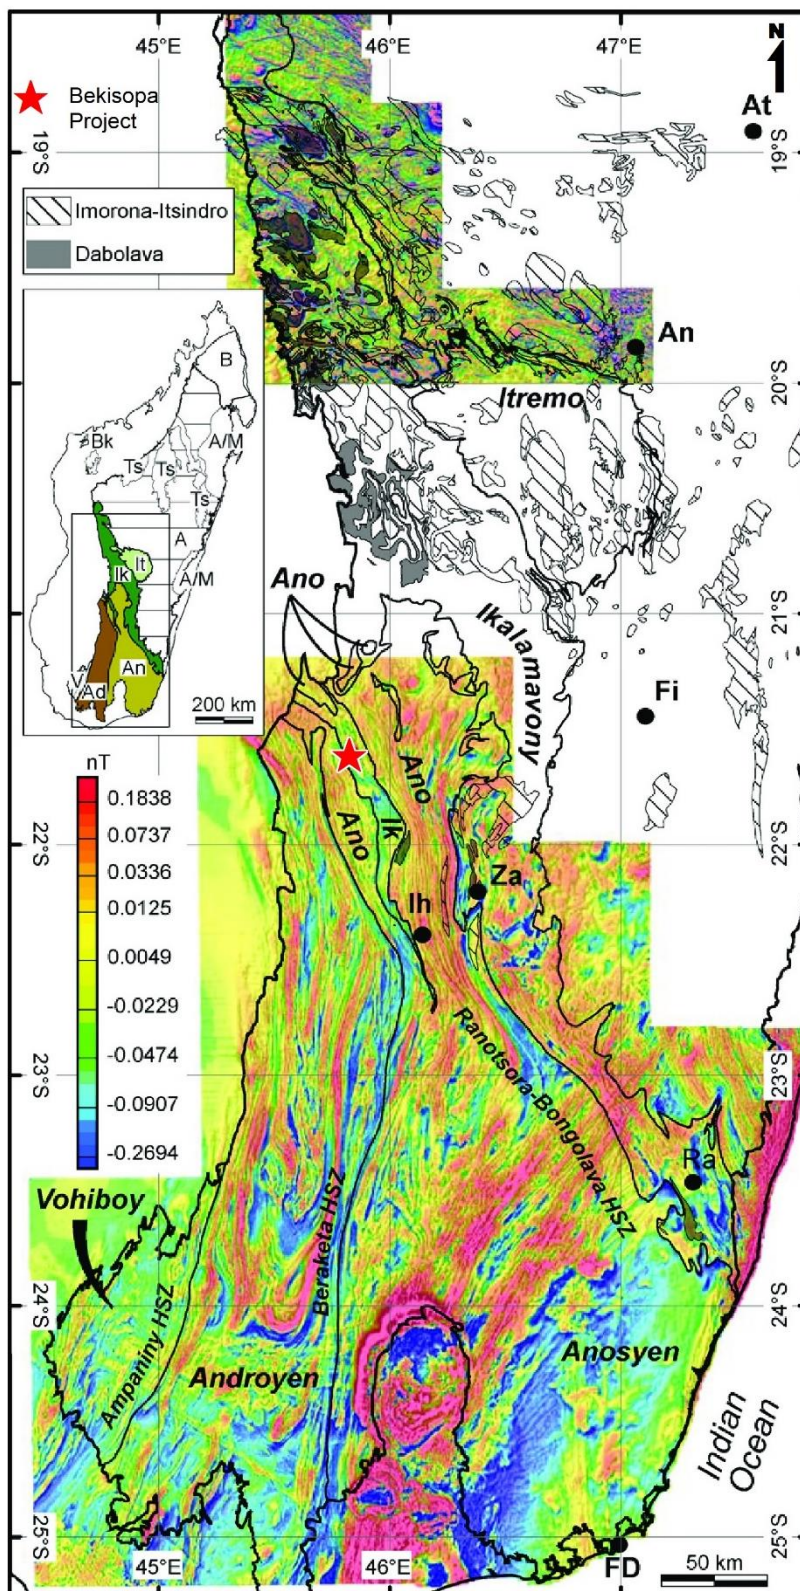 45°E
46°E
47°E
N
Bekisopa
Project
At
19°S
19°S
Imorona-Itsindro
Dabolava
An
20°S
20°S
Itremo
B
Bk
A/M
Ts
Ts
Ts
A
It
Ik
A/M
An
V
Ad
200 km
Ano
21°S
Ikalamavony
Fi
nT
0.1838
0.0737
0.0336
0.0125
0.0049
-0.0229
-0.0474
-0.0907
-0.2694
Ano
Ano
Ik
22°S
22°S
Za
Ih
Ranotsora-Bongolava HSZ
23°S
23°S
Ra
Vohiboy
Beraketa HSZ
Ampaniny HSZ
24°S
24°S
Androyen
Anosyen
Indian
Ocean
25°S
25°S
45°E
46°E
FD
50 km